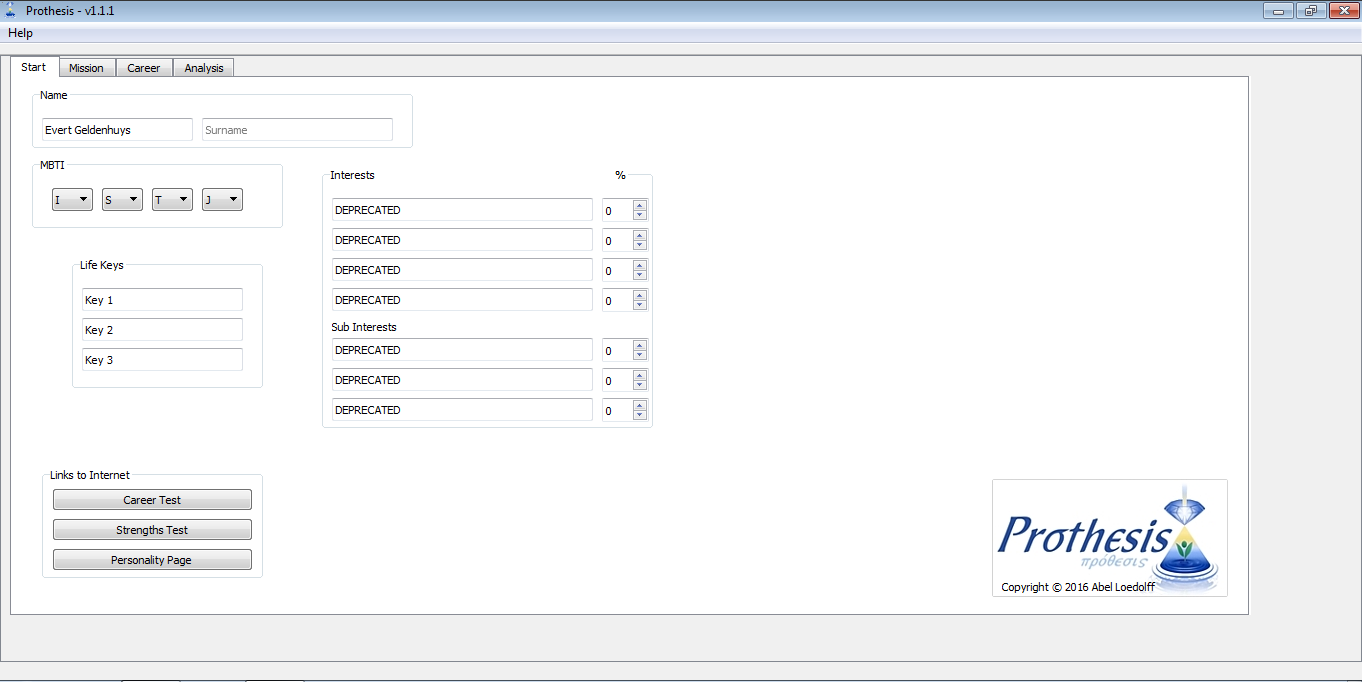 Prothesis - v1.1.1
Help
Start Mission Career Analysis
Name
Evert Geldenhuys Surname
MBTI
I S T J
Interests %
DEPRECATED 0
DEPRECATED 0
DEPRECATED 0
DEPRECATED 0
Sub Interests
DEPRECATED 0
DEPRECATED 0
DEPRECATED 0
Life Keys
Key 1
Key 2
Key 3
Links to Internet
Career Test
Strengths Test
Personality Page
Prothesis
πρόθεσις
Copyright © 2016 Abel Loedolff